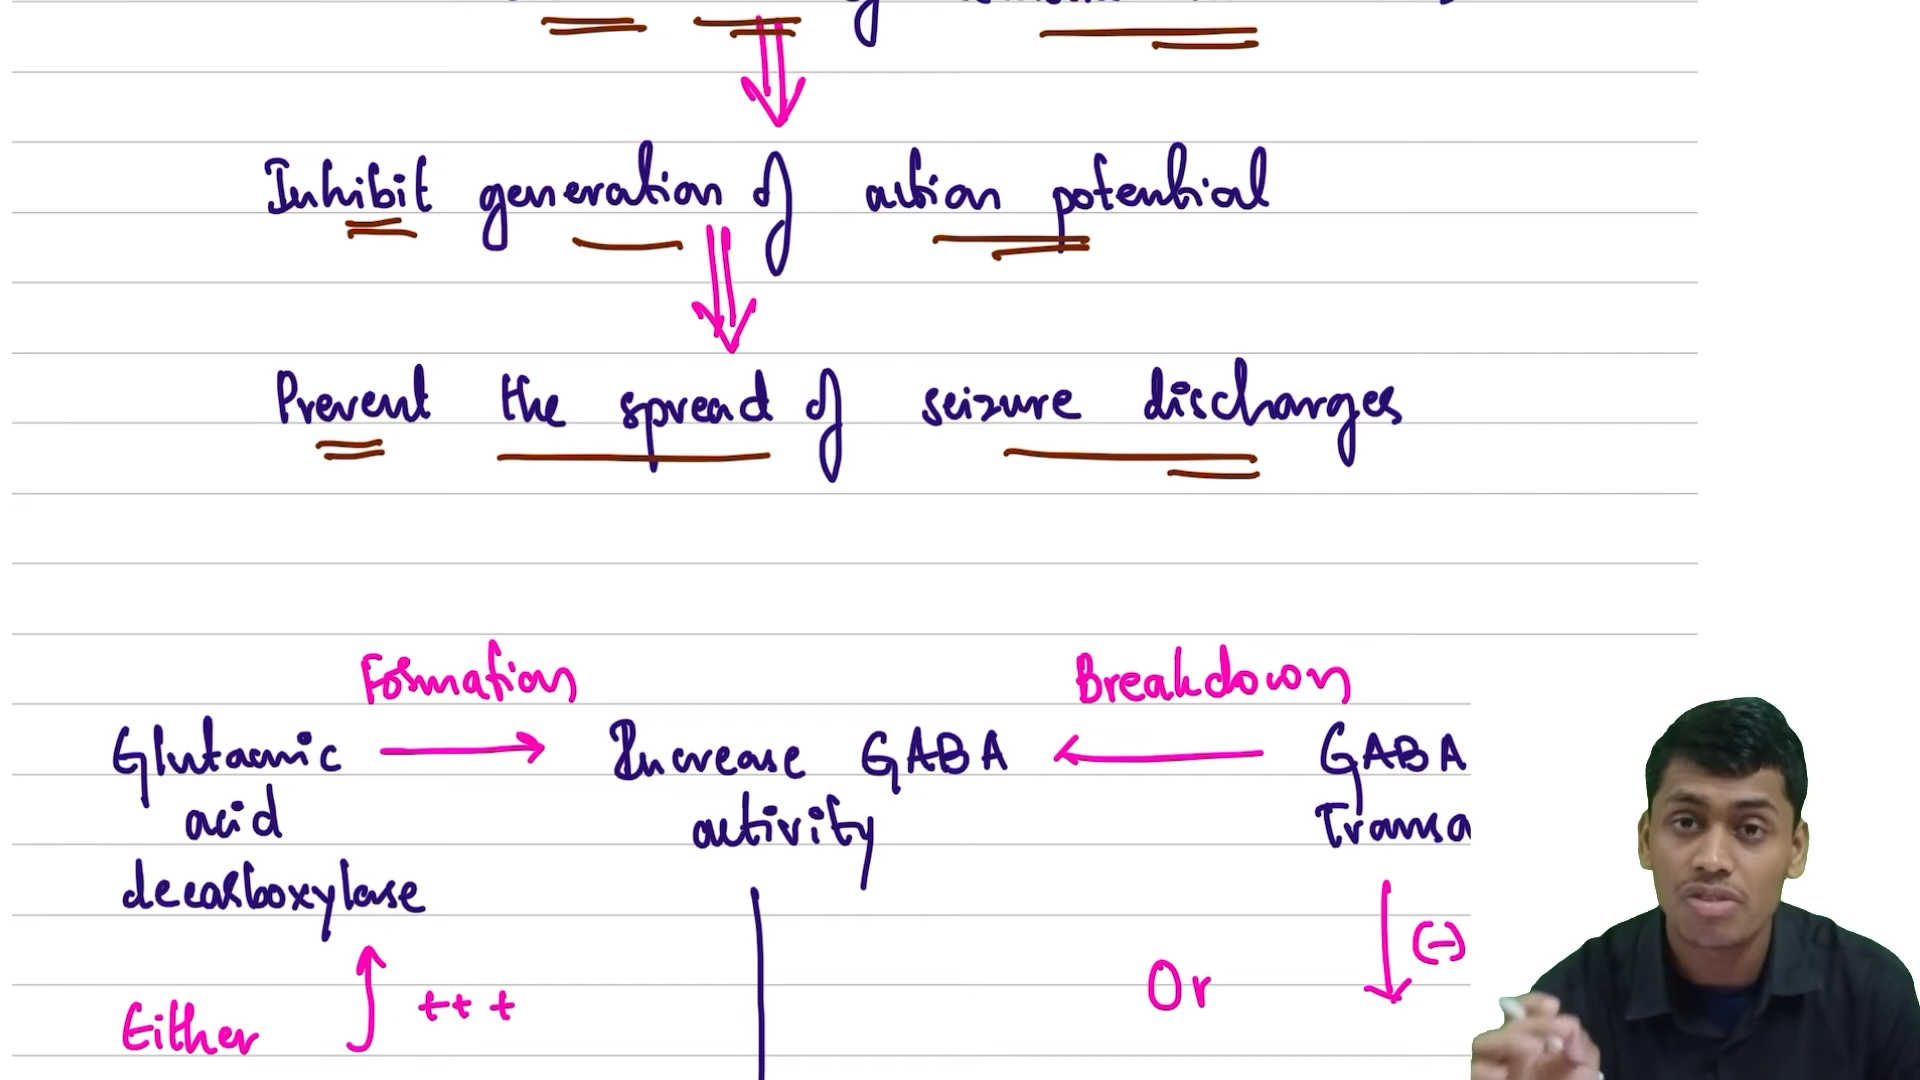 Inhibit generation of action potential
Prevent the spread of seizure discharges
Formation
Breakdown
Glutamic acid decarboxylase
Increase GABA activity
GABA
Transa
Either
+++
Or
(-)